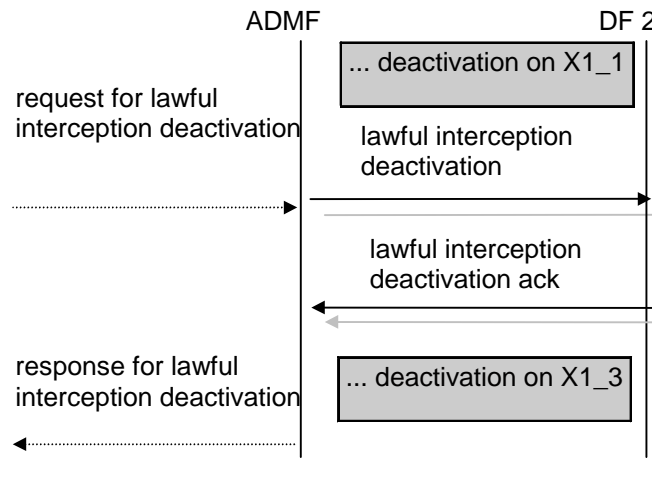 ADMF
DF 2
... deactivation on X1_1
request for lawful
interception deactivation
lawful interception
deactivation
lawful interception
deactivation ack
response for lawful
interception deactivation
... deactivation on X1_3